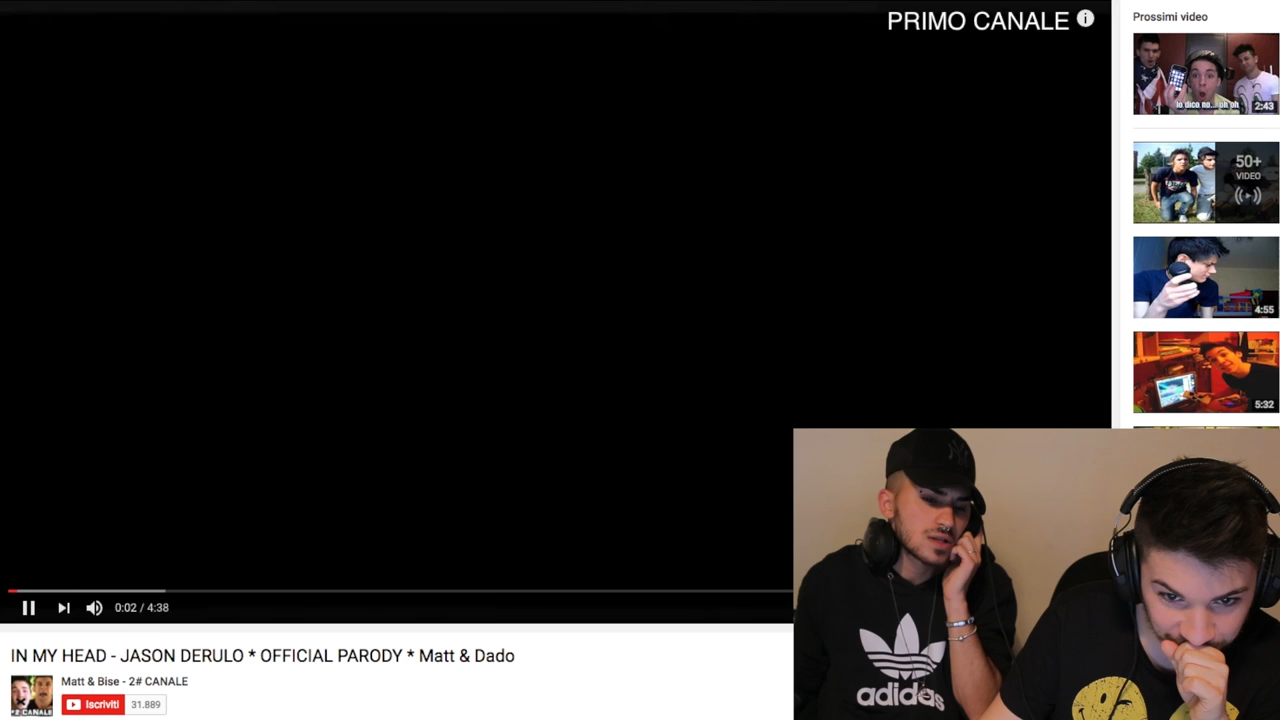 PRIMO CANALE
Prossimi video
Io dico no... oh oh
2:43
50+
VIDEO
4:55
5:32
0:02 / 4:38
IN MY HEAD - JASON DERULO * OFFICIAL PARODY * Matt & Dado
Matt & Bise - 2# CANALE
Iscriviti 31.889
*2 CANALE
adidas